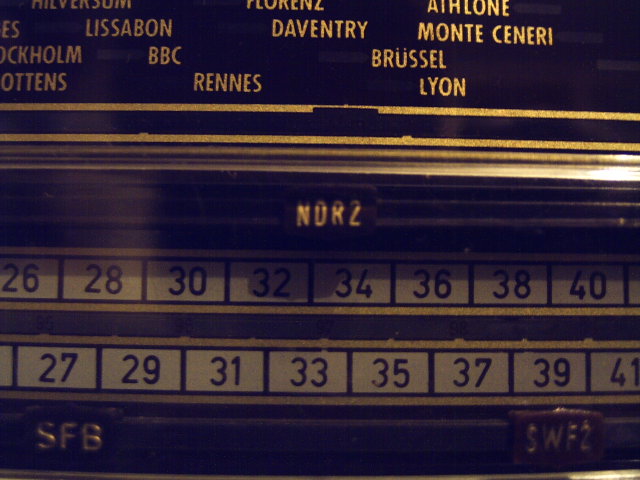 HILVERSUM FLORENZ ATHLONE
LISSABON DAVENTRY MONTE CENERI
BBC BRÜSSEL
RENNES LYON
NDR2
26 28 30 32 34 36 38 40
27 29 31 33 35 37 39 41
SFB SWF2